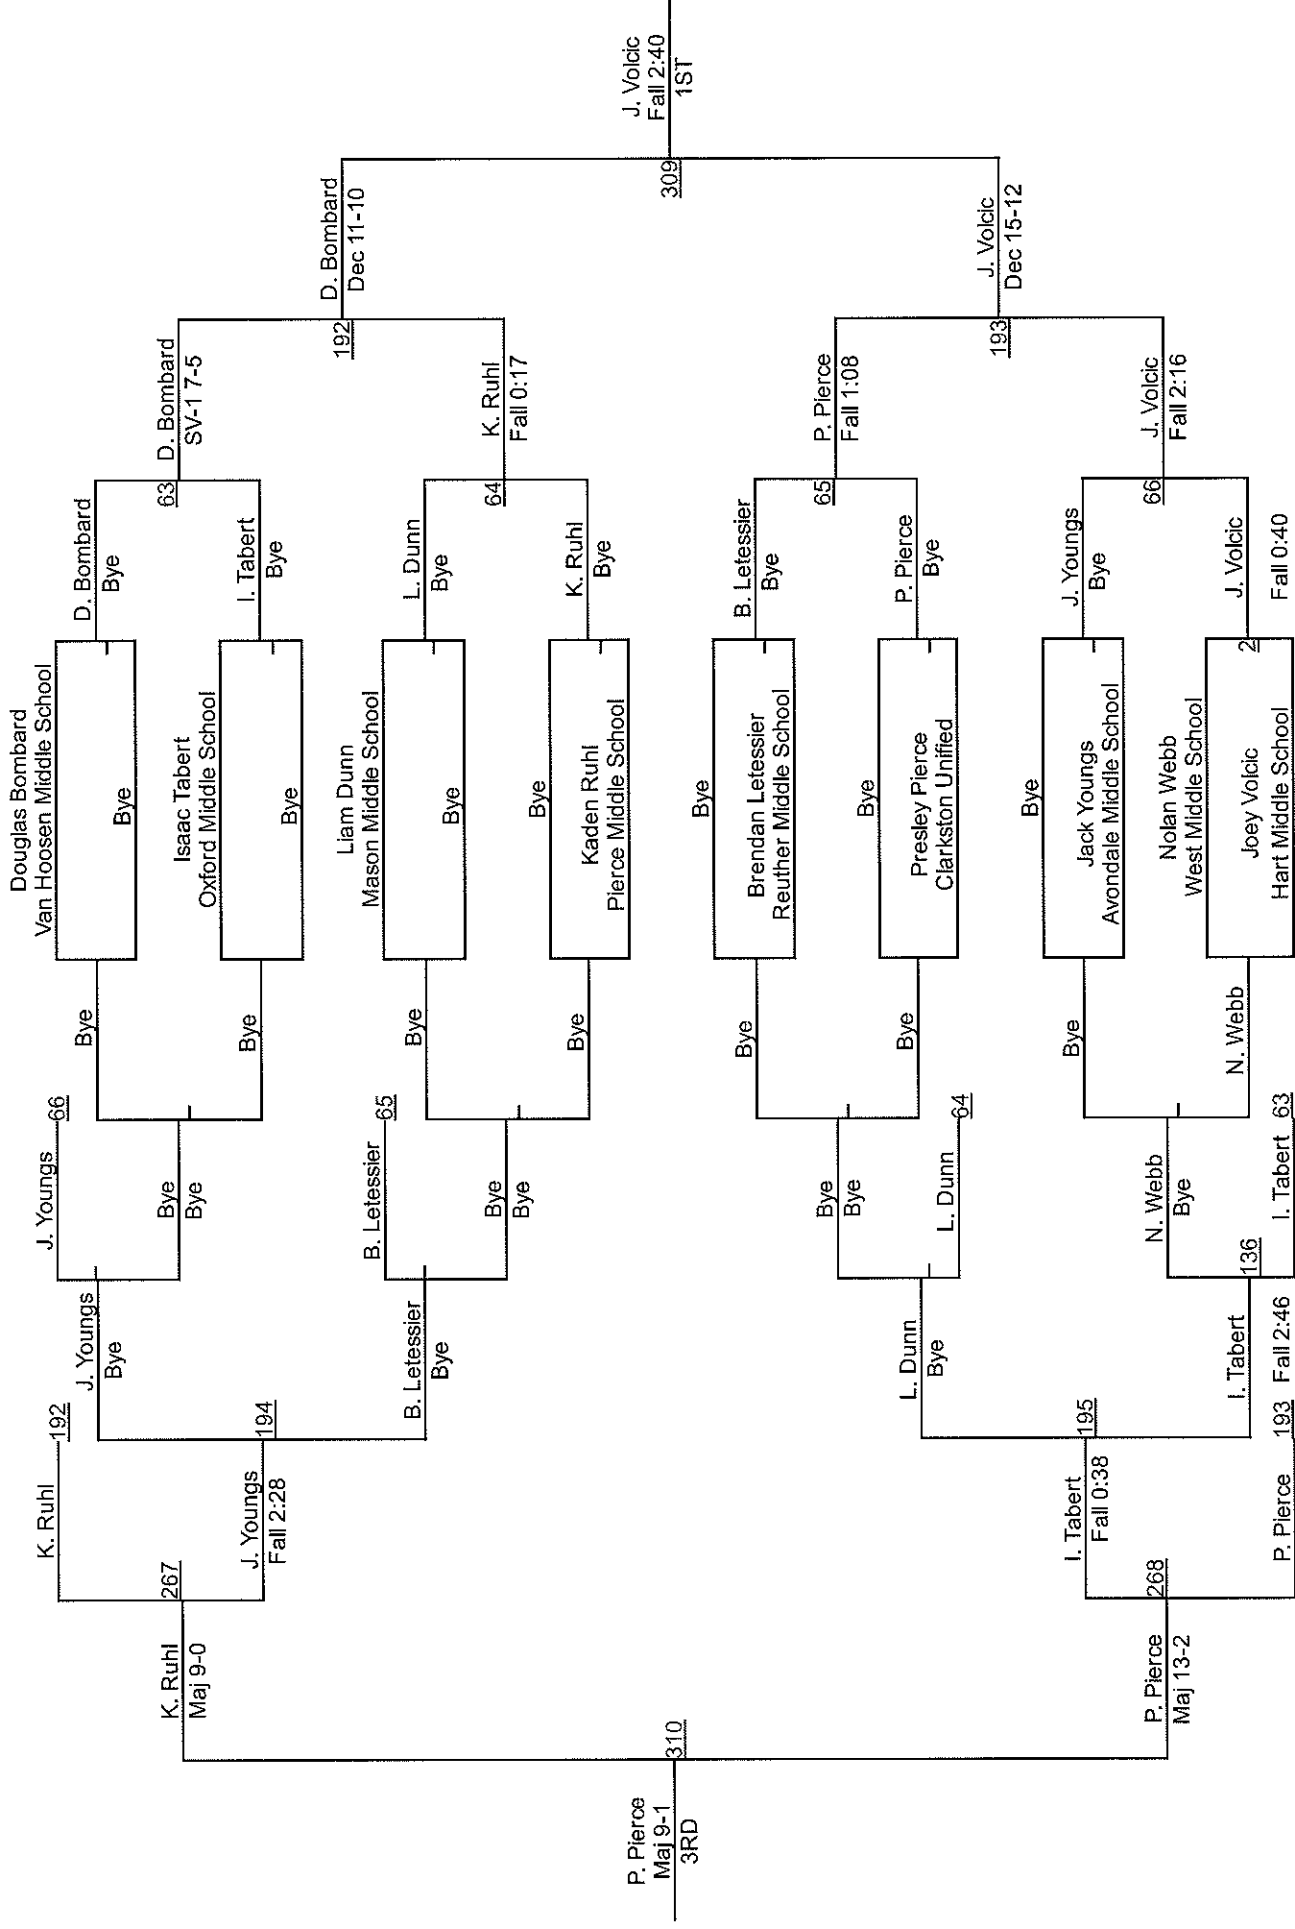 Douglas Bombard
Van Hoosen Middle School
Bye
Isaac Tabert
Oxford Middle School
Bye
Liam Dunn
Mason Middle School
Bye
Bye
Kaden Ruhl
Pierce Middle School
Bye
Brendan Letessier
Reuther Middle School
Presley Pierce
Clarkston Unified
Bye
Jack Youngs
Avondale Middle School
Nolan Webb
West Middle School
Joey Volcic
Hart Middle School
2
D. Bombard
Bye
I. Tabert
Bye
L. Dunn
Bye
K. Ruhl
Bye
B. Letessier
Bye
P. Pierce
Bye
J. Youngs
Bye
J. Volcic
Fall 0:40
63
D. Bombard
SV-1 7-5
64
K. Ruhl
Fall 0:17
65
P. Pierce
Fall 1:08
66
J. Volcic
Fall 2:16
192
D. Bombard
Dec 11-10
193
J. Volcic
Dec 15-12
309
J. Volcic
Fall 2:40
1ST
Bye
Bye
Bye
Bye
Bye
Bye
Bye
N. Webb
J. Youngs 66
Bye
Bye
B. Letessier 65
Bye
Bye
Bye
Bye
L. Dunn 64
N. Webb
Bye
I. Tabert 63
J. Youngs
Bye
B. Letessier
Bye
L. Dunn
Bye
136
I. Tabert
Fall 2:46
K. Ruhl 192
194
J. Youngs
Fall 2:28
195
I. Tabert
Fall 0:38
P. Pierce 193
267
K. Ruhl
Maj 9-0
268
P. Pierce
Maj 13-2
310
P. Pierce
Maj 9-1
3RD